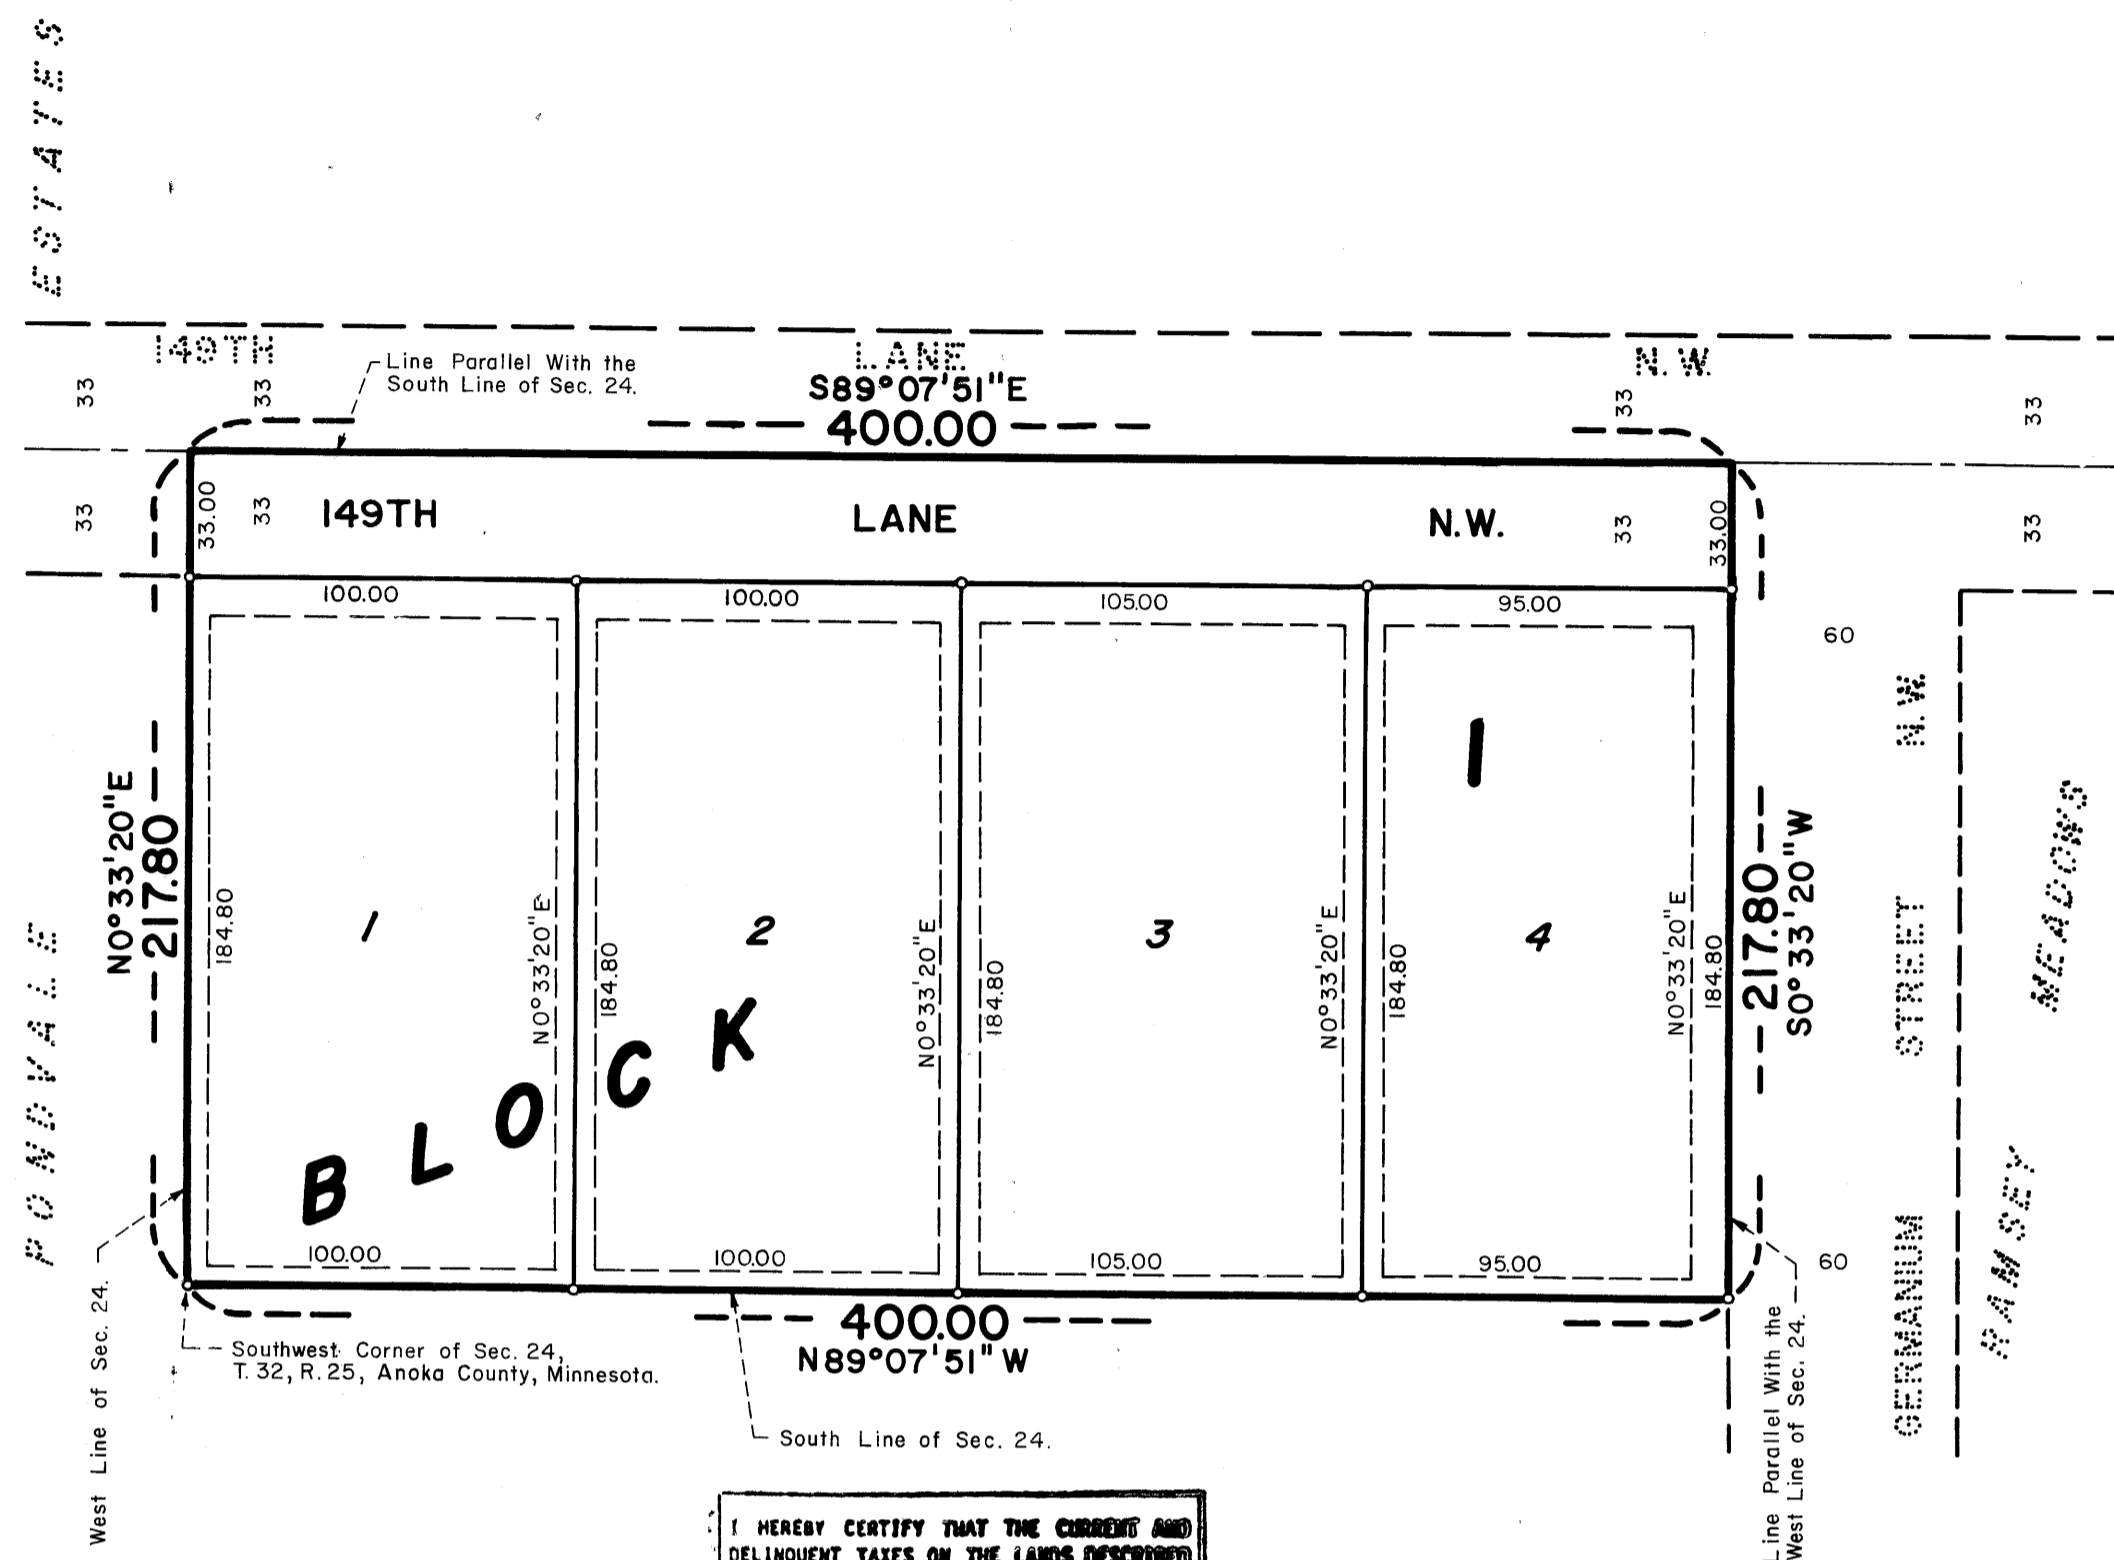 ESTATES
149TH LANE N.W.
Line Parallel With the
South Line of Sec. 24.
33 33 33 33
S89°07'51"E
400.00
33 33.00 33 149TH LANE N.W. 33 33.00 33
100.00 100.00 105.00 95.00
60
N.W.
1
N0°33'20"E
217.80
184.80
1
N0°33'20"E
184.80
2
N0°33'20"E
184.80
3
N0°33'20"E
184.80
4
N0°33'20"E
184.80
217.80
S0°33'20"W
STREET
MEADOWS
PONDVALE
BLOCK
RAMSEY
GERMANIUM
100.00 100.00 105.00 95.00
60
400.00
N89°07'51"W
Southwest Corner of Sec. 24,
T. 32, R. 25, Anoka County, Minnesota.
South Line of Sec. 24.
West Line of Sec. 24.
Line Parallel With the
West Line of Sec. 24.
I HEREBY CERTIFY THAT THE CURRENT AND
DELINQUENT TAXES ON THE LANDS DESCRIBED